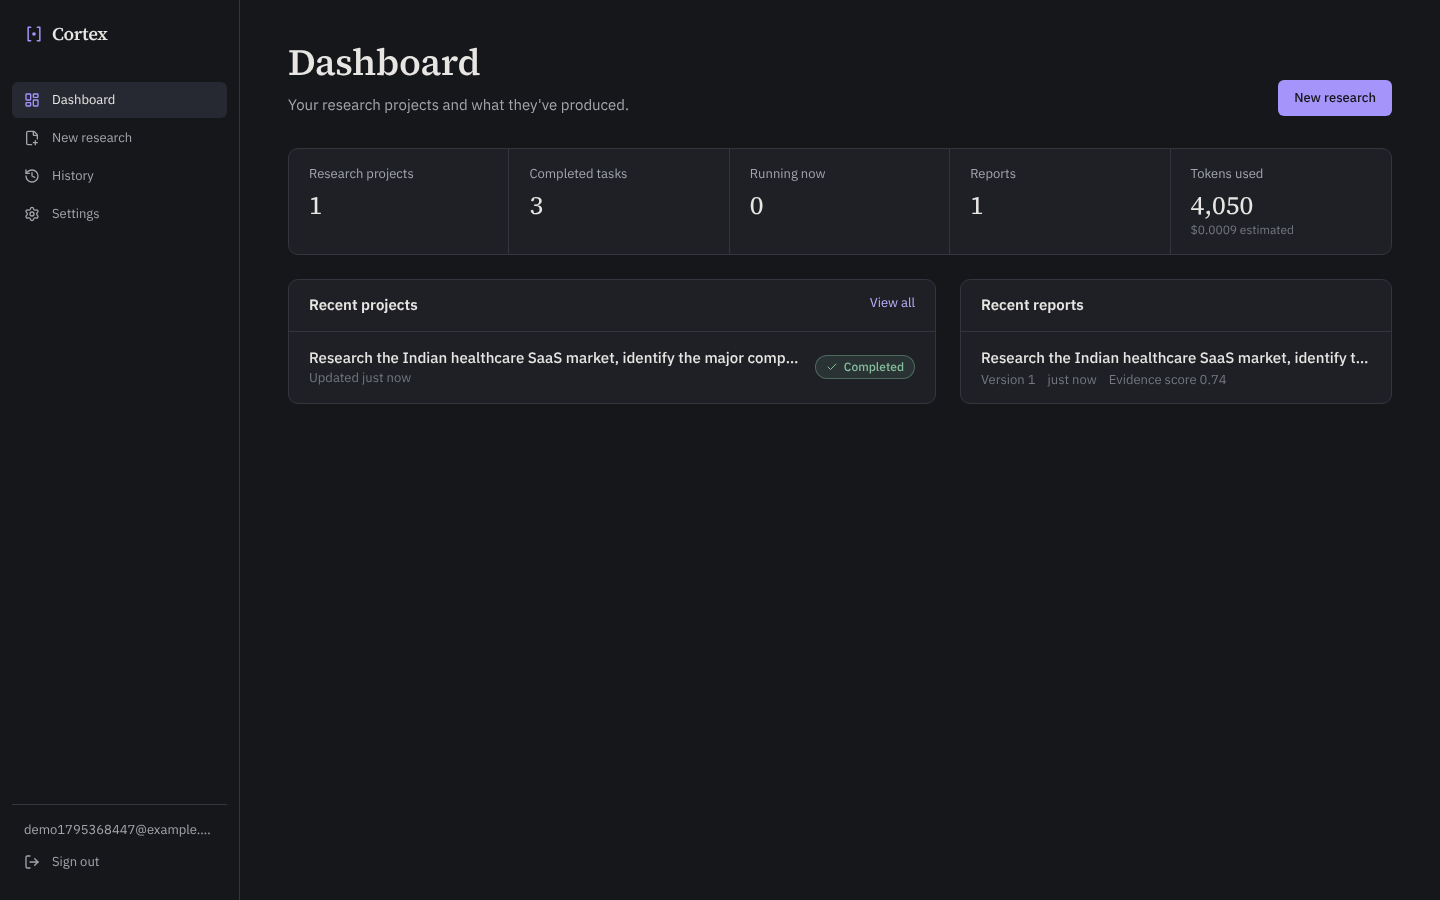 Cortex
Dashboard
New research
History
Settings
demo1795368447@example....
Sign out
Dashboard
Your research projects and what they've produced.
New research
Research projects
1
Completed tasks
3
Running now
0
Reports
1
Tokens used
4,050
$0.0009 estimated
Recent projects
View all
Research the Indian healthcare SaaS market, identify the major comp...
Updated just now
Completed
Recent reports
Research the Indian healthcare SaaS market, identify t...
Version 1 just now Evidence score 0.74